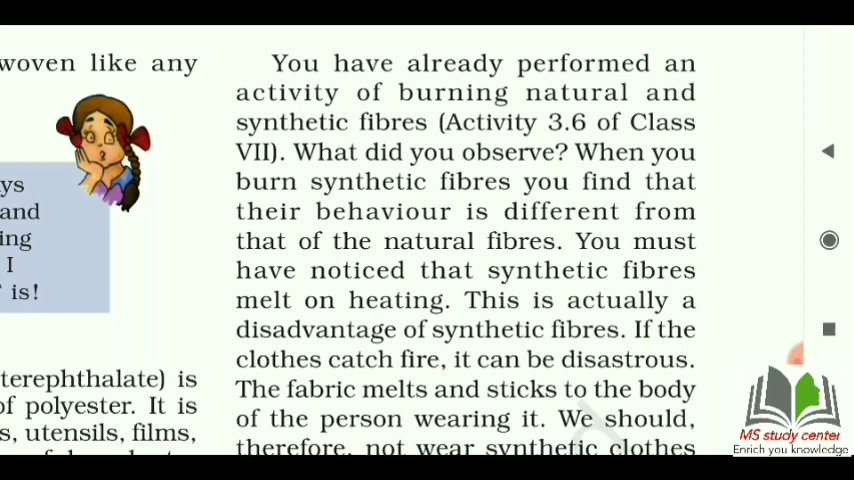 woven like any
ys
and
ing
I
' is!
terephthalate) is
of polyester. It is
s, utensils, films,
You have already performed an
activity of burning natural and
synthetic fibres (Activity 3.6 of Class
VII). What did you observe? When you
burn synthetic fibres you find that
their behaviour is different from
that of the natural fibres. You must
have noticed that synthetic fibres
melt on heating. This is actually a
disadvantage of synthetic fibres. If the
clothes catch fire, it can be disastrous.
The fabric melts and sticks to the body
of the person wearing it. We should,
therefore, not wear synthetic clothes
MS study center
Enrich you knowledge